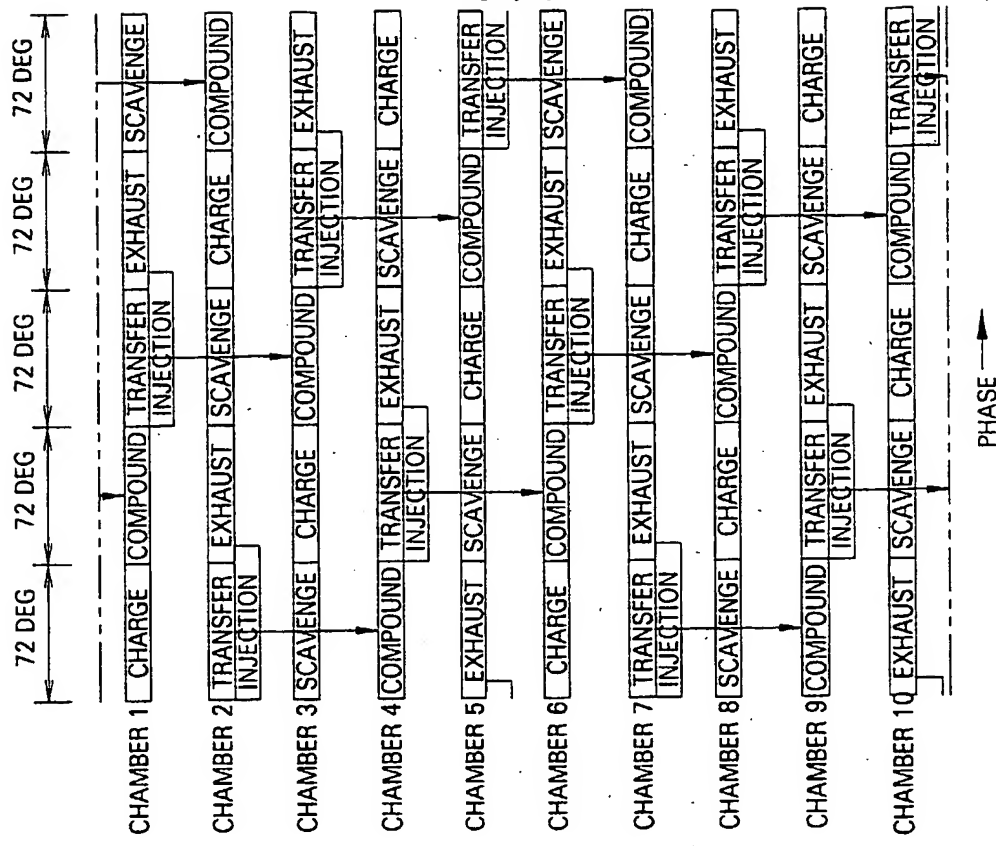 72 DEG 72 DEG 72 DEG 72 DEG 72 DEG
CHAMBER 1 CHARGE COMPOUND TRANSFER EXHAUST SCAVENGE
INJECTION
CHAMBER 2 TRANSFER EXHAUST SCAVENGE CHARGE COMPOUND
INJECTION
CHAMBER 3 SCAVENGE CHARGE COMPOUND TRANSFER EXHAUST
INJECTION
CHAMBER 4 COMPOUND TRANSFER EXHAUST SCAVENGE CHARGE
INJECTION
CHAMBER 5 EXHAUST SCAVENGE CHARGE COMPOUND TRANSFER
INJECTION
CHAMBER 6 CHARGE COMPOUND TRANSFER EXHAUST SCAVENGE
INJECTION
CHAMBER 7 TRANSFER EXHAUST SCAVENGE CHARGE COMPOUND
INJECTION
CHAMBER 8 SCAVENGE CHARGE COMPOUND TRANSFER EXHAUST
INJECTION
CHAMBER 9 COMPOUND TRANSFER EXHAUST SCAVENGE CHARGE
INJECTION
CHAMBER 10 EXHAUST SCAVENGE CHARGE COMPOUND TRANSFER
INJECTION
PHASE